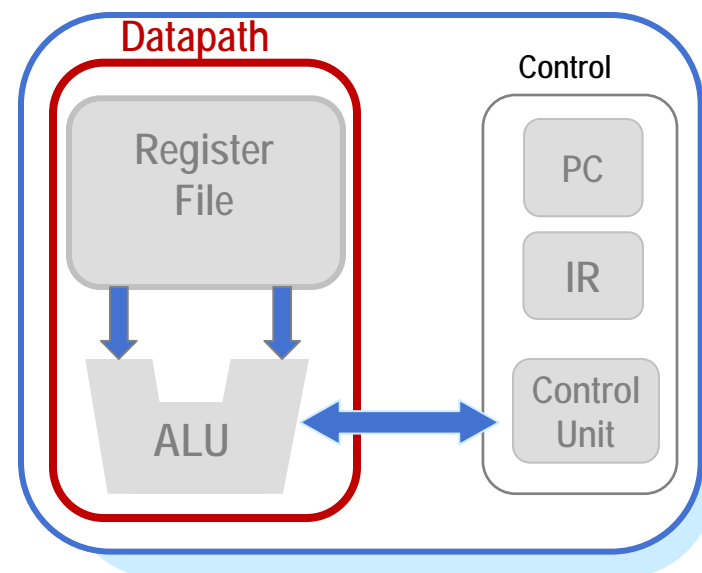 Datapath
Control
Register
File
PC
IR
ALU
Control
Unit